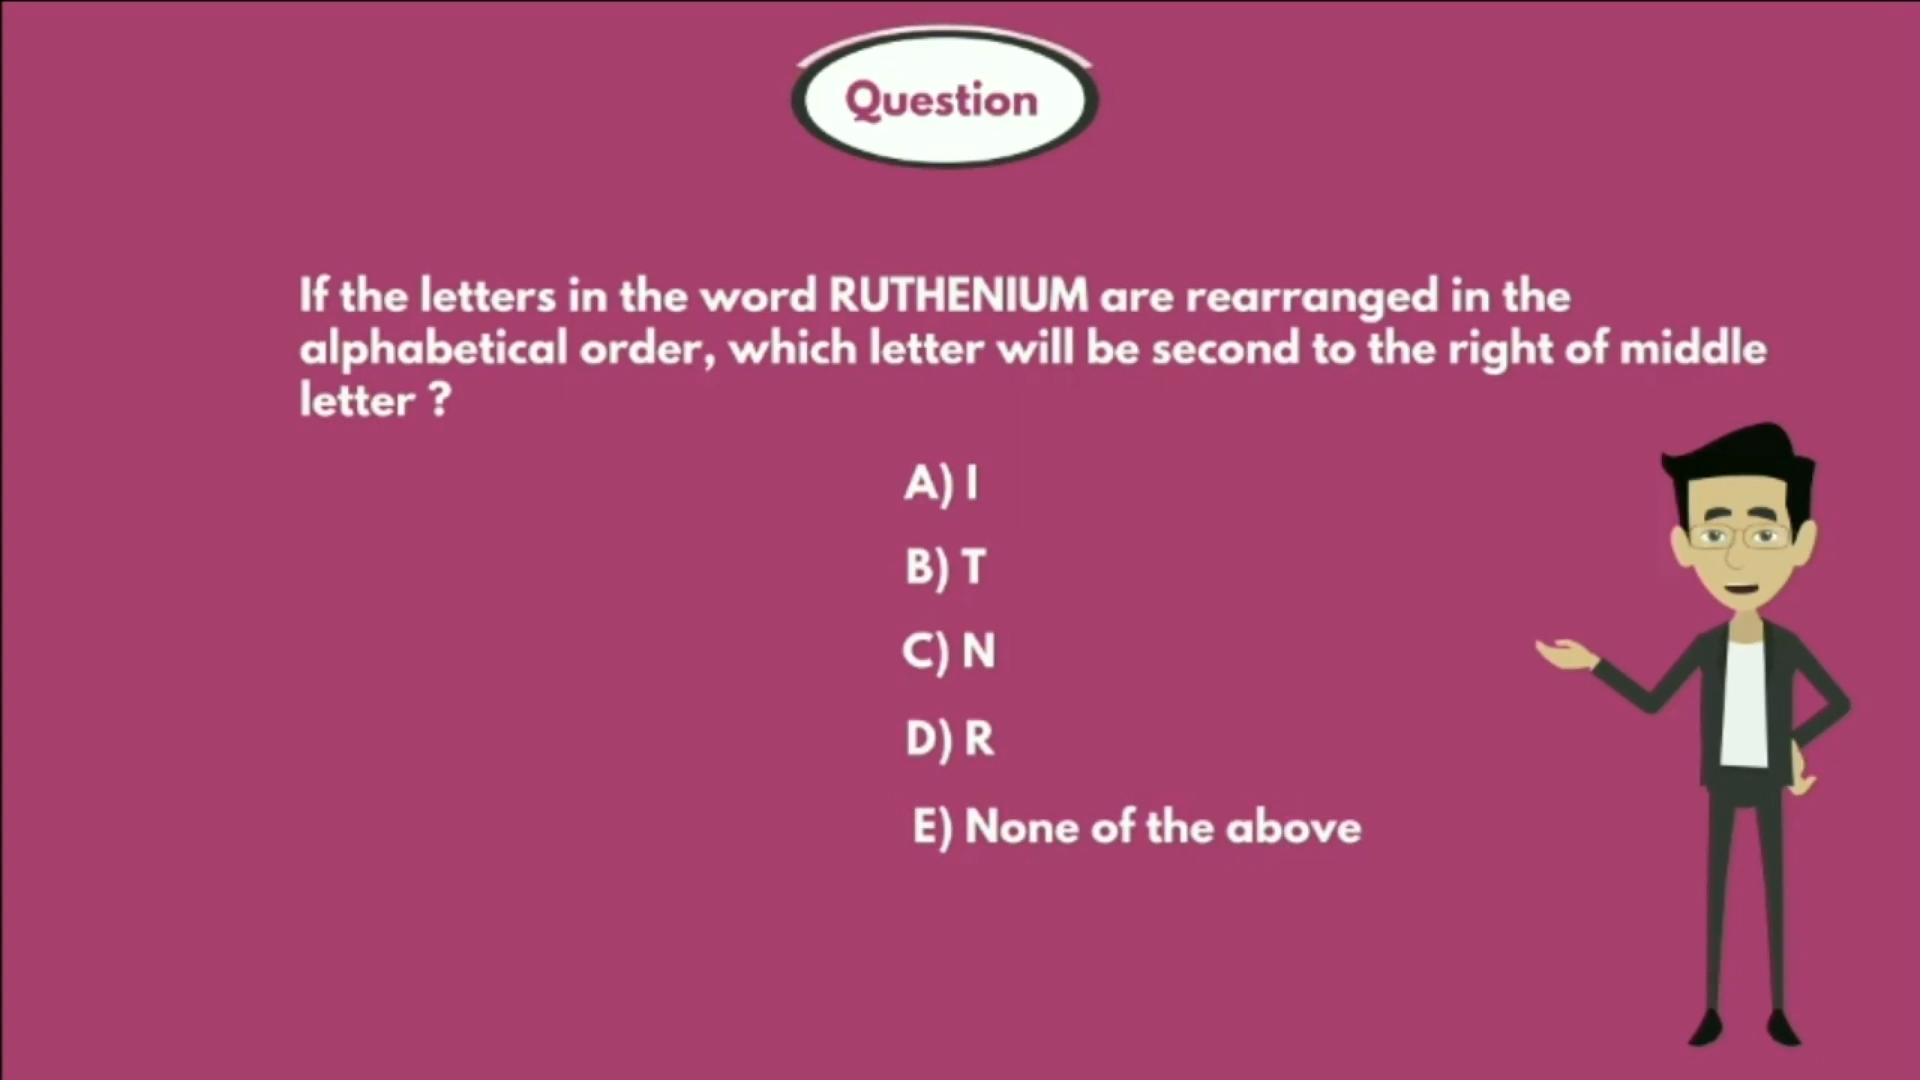 Question
If the letters in the word RUTHENIUM are rearranged in the
alphabetical order, which letter will be second to the right of middle
letter ?
A) I
B) T
C) N
D) R
E) None of the above